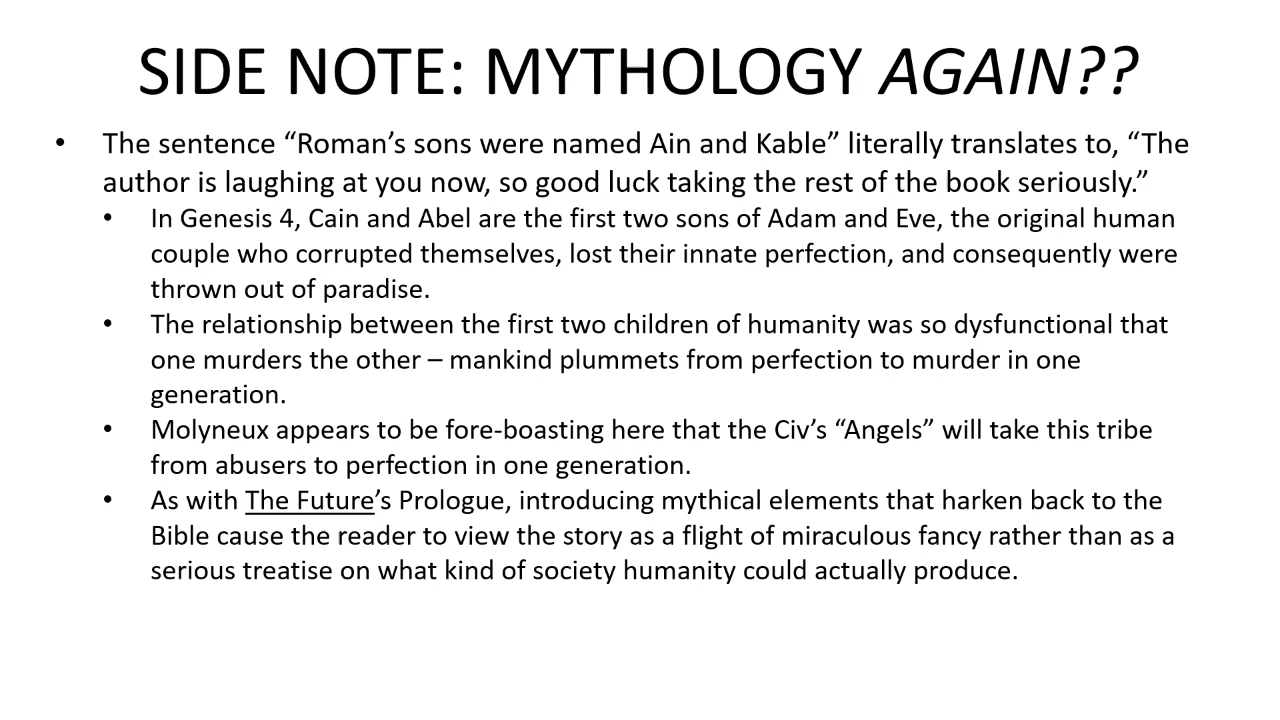 SIDE NOTE: MYTHOLOGY AGAIN??
• The sentence “Roman’s sons were named Ain and Kable” literally translates to, “The
author is laughing at you now, so good luck taking the rest of the book seriously.”
• In Genesis 4, Cain and Abel are the first two sons of Adam and Eve, the original human
couple who corrupted themselves, lost their innate perfection, and consequently were
thrown out of paradise.
• The relationship between the first two children of humanity was so dysfunctional that
one murders the other – mankind plummets from perfection to murder in one
generation.
• Molyneux appears to be fore-boasting here that the Civ’s “Angels” will take this tribe
from abusers to perfection in one generation.
• As with The Future’s Prologue, introducing mythical elements that harken back to the
Bible cause the reader to view the story as a flight of miraculous fancy rather than as a
serious treatise on what kind of society humanity could actually produce.